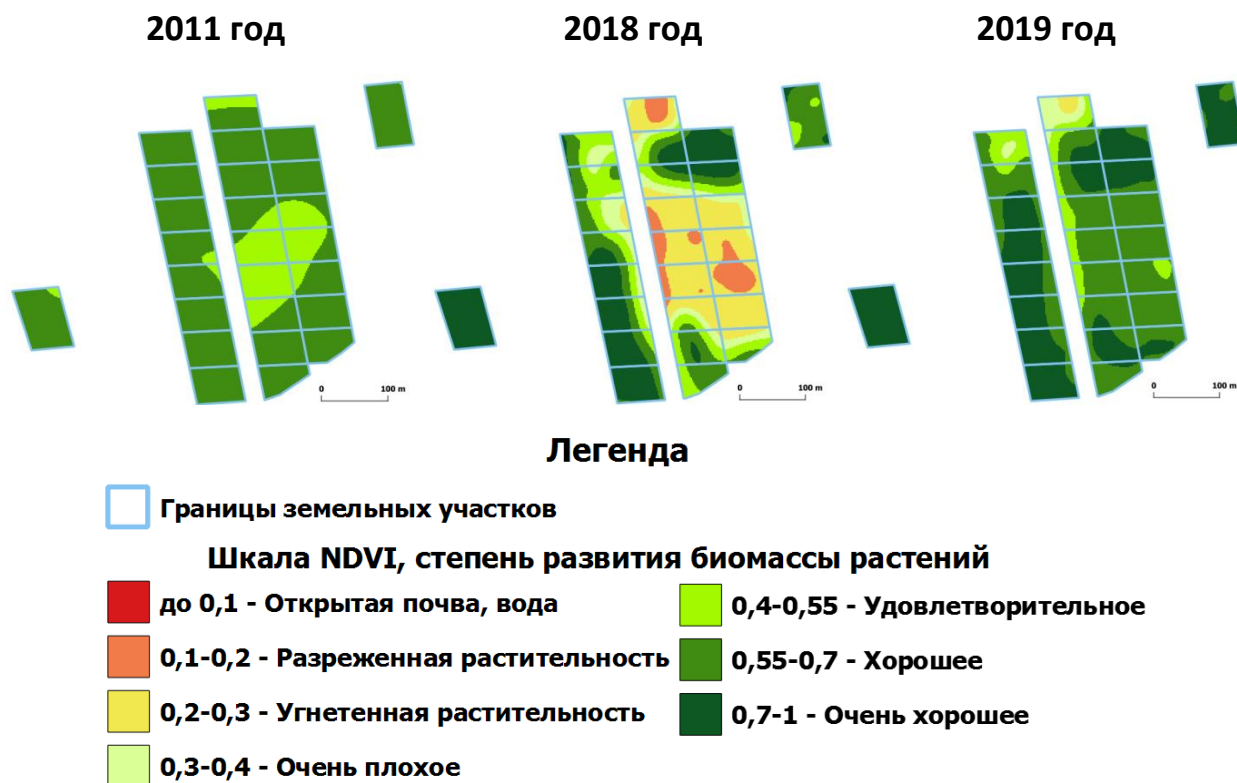 2011 год
2018 год
2019 год
0 100 m
0 100 m
0 100 m
Легенда
Границы земельных участков
Шкала NDVI, степень развития биомассы растений
до 0,1 - Открытая почва, вода
0,1-0,2 - Разреженная растительность
0,2-0,3 - Угнетенная растительность
0,3-0,4 - Очень плохое
0,4-0,55 - Удовлетворительное
0,55-0,7 - Хорошее
0,7-1 - Очень хорошее